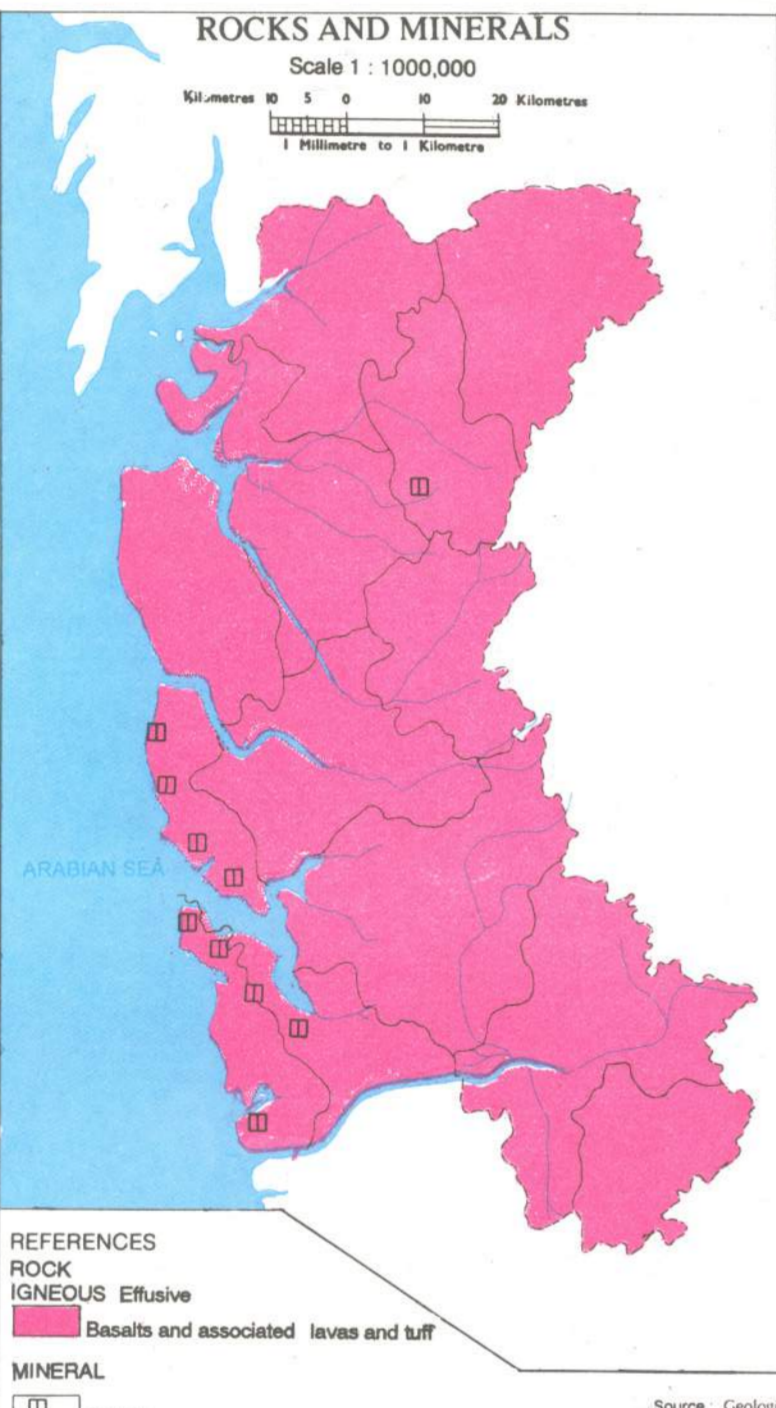 ROCKS AND MINERALS
Scale 1 : 1000,000
Kilometres 10 5 0 10 20 Kilometres
1 Millimetre to 1 Kilometre
ARABIAN SEA
REFERENCES
ROCK
IGNEOUS Effusive
Basalts and associated lavas and tuff
MINERAL
Source :